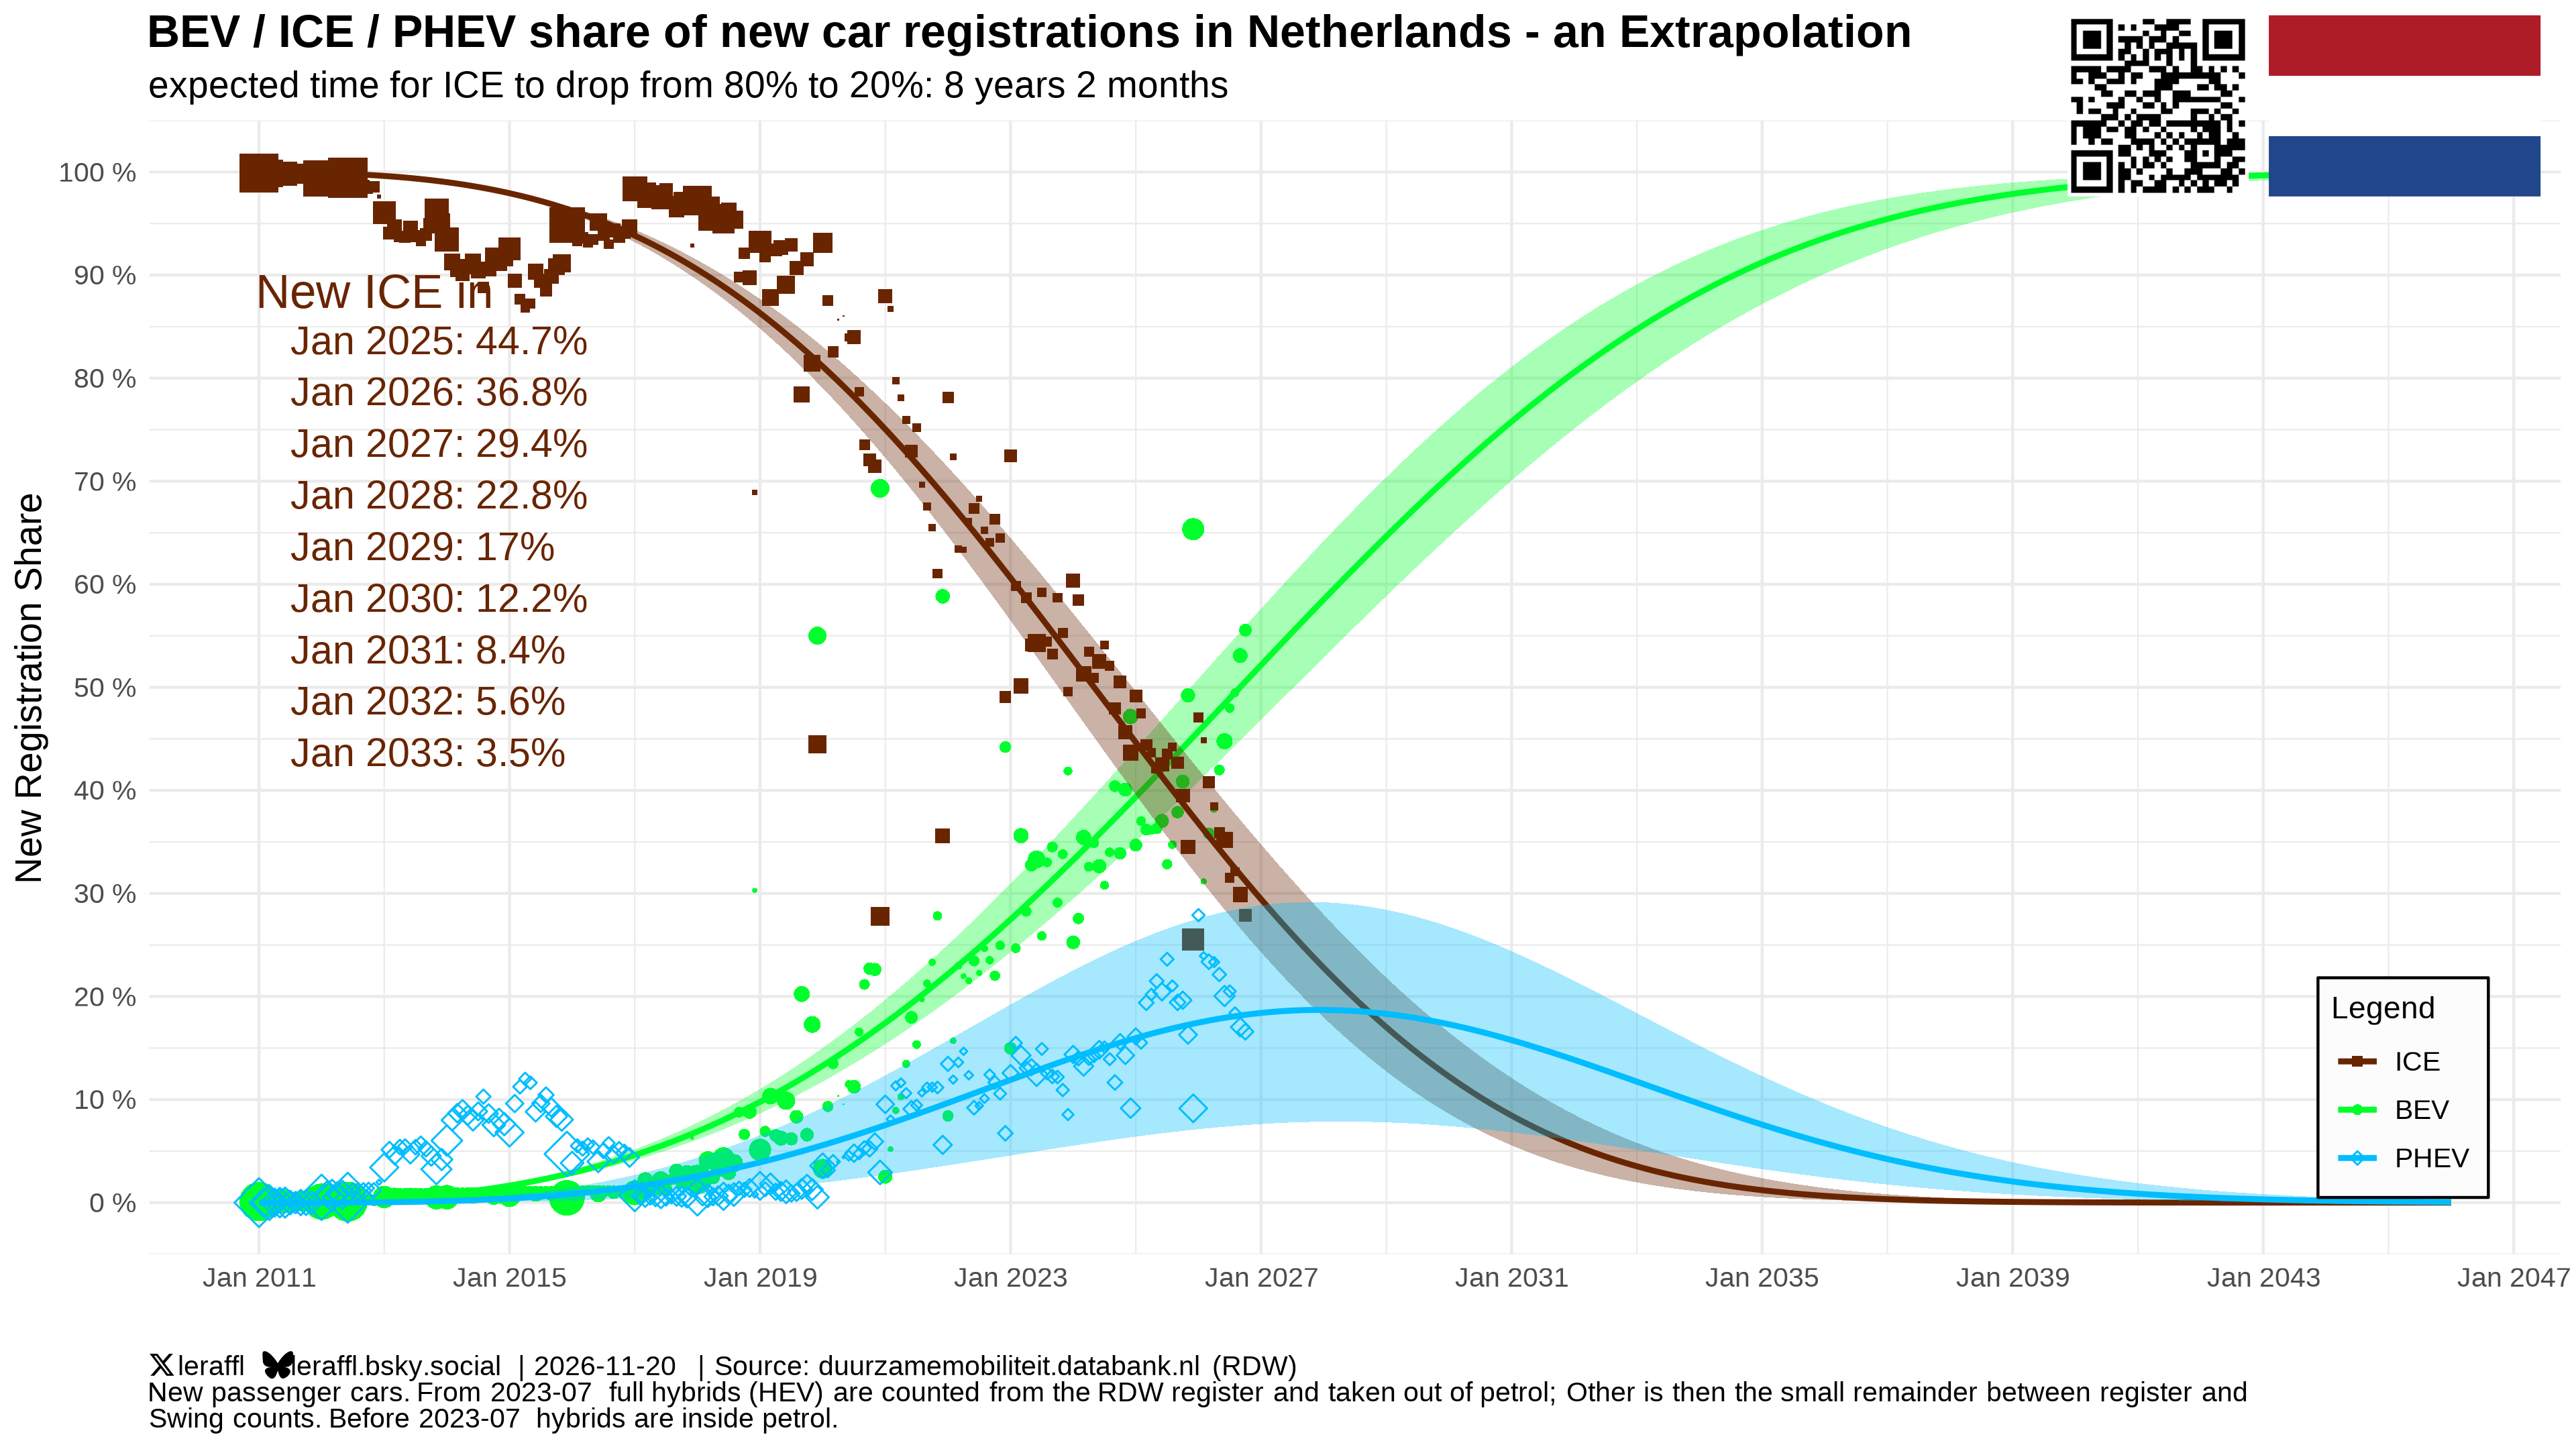 BEV / ICE / PHEV share of new car registrations in Netherlands - an Extrapolation
expected time for ICE to drop from 80% to 20%: 8 years 2 months
New Registration Share
100 %
90 %
80 %
70 %
60 %
50 %
40 %
30 %
20 %
10 %
0 %
New ICE in
Jan 2025: 44.7%
Jan 2026: 36.8%
Jan 2027: 29.4%
Jan 2028: 22.8%
Jan 2029: 17%
Jan 2030: 12.2%
Jan 2031: 8.4%
Jan 2032: 5.6%
Jan 2033: 3.5%
Legend
ICE
BEV
PHEV
Jan 2011 Jan 2015 Jan 2019 Jan 2023 Jan 2027 Jan 2031 Jan 2035 Jan 2039 Jan 2043 Jan 2047
leraffl leraffl.bsky.social | 2026-11-20 | Source: duurzamemobiliteit.databank.nl (RDW)
New passenger cars. From 2023-07 full hybrids (HEV) are counted from the RDW register and taken out of petrol; Other is then the small remainder between register and
Swing counts. Before 2023-07 hybrids are inside petrol.